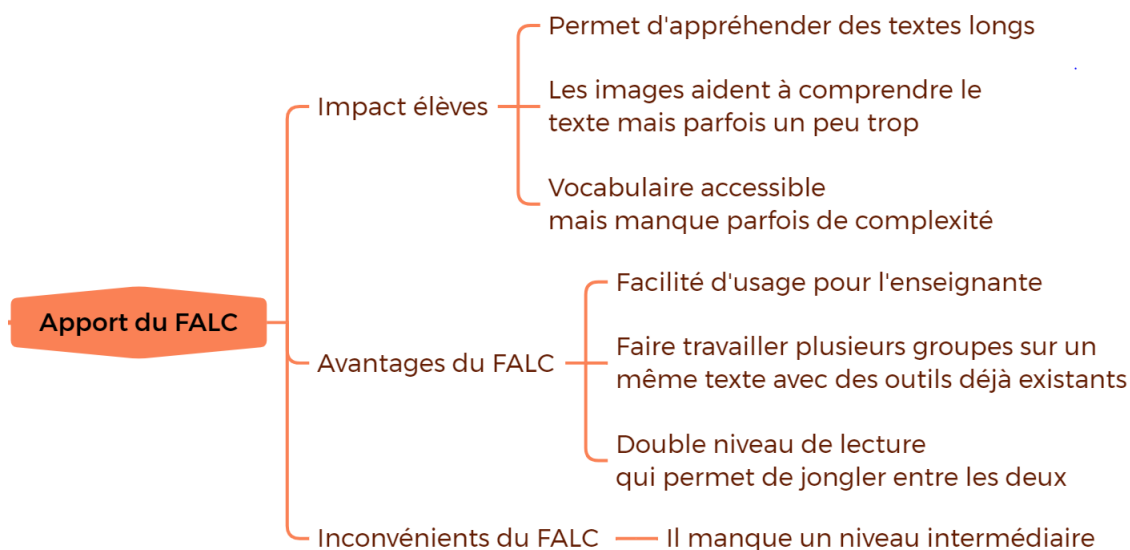 Apport du FALC
Impact élèves
Permet d'appréhender des textes longs
Les images aident à comprendre le
texte mais parfois un peu trop
Vocabulaire accessible
mais manque parfois de complexité
Avantages du FALC
Facilité d'usage pour l'enseignante
Faire travailler plusieurs groupes sur un
même texte avec des outils déjà existants
Double niveau de lecture
qui permet de jongler entre les deux
Inconvénients du FALC
Il manque un niveau intermédiaire